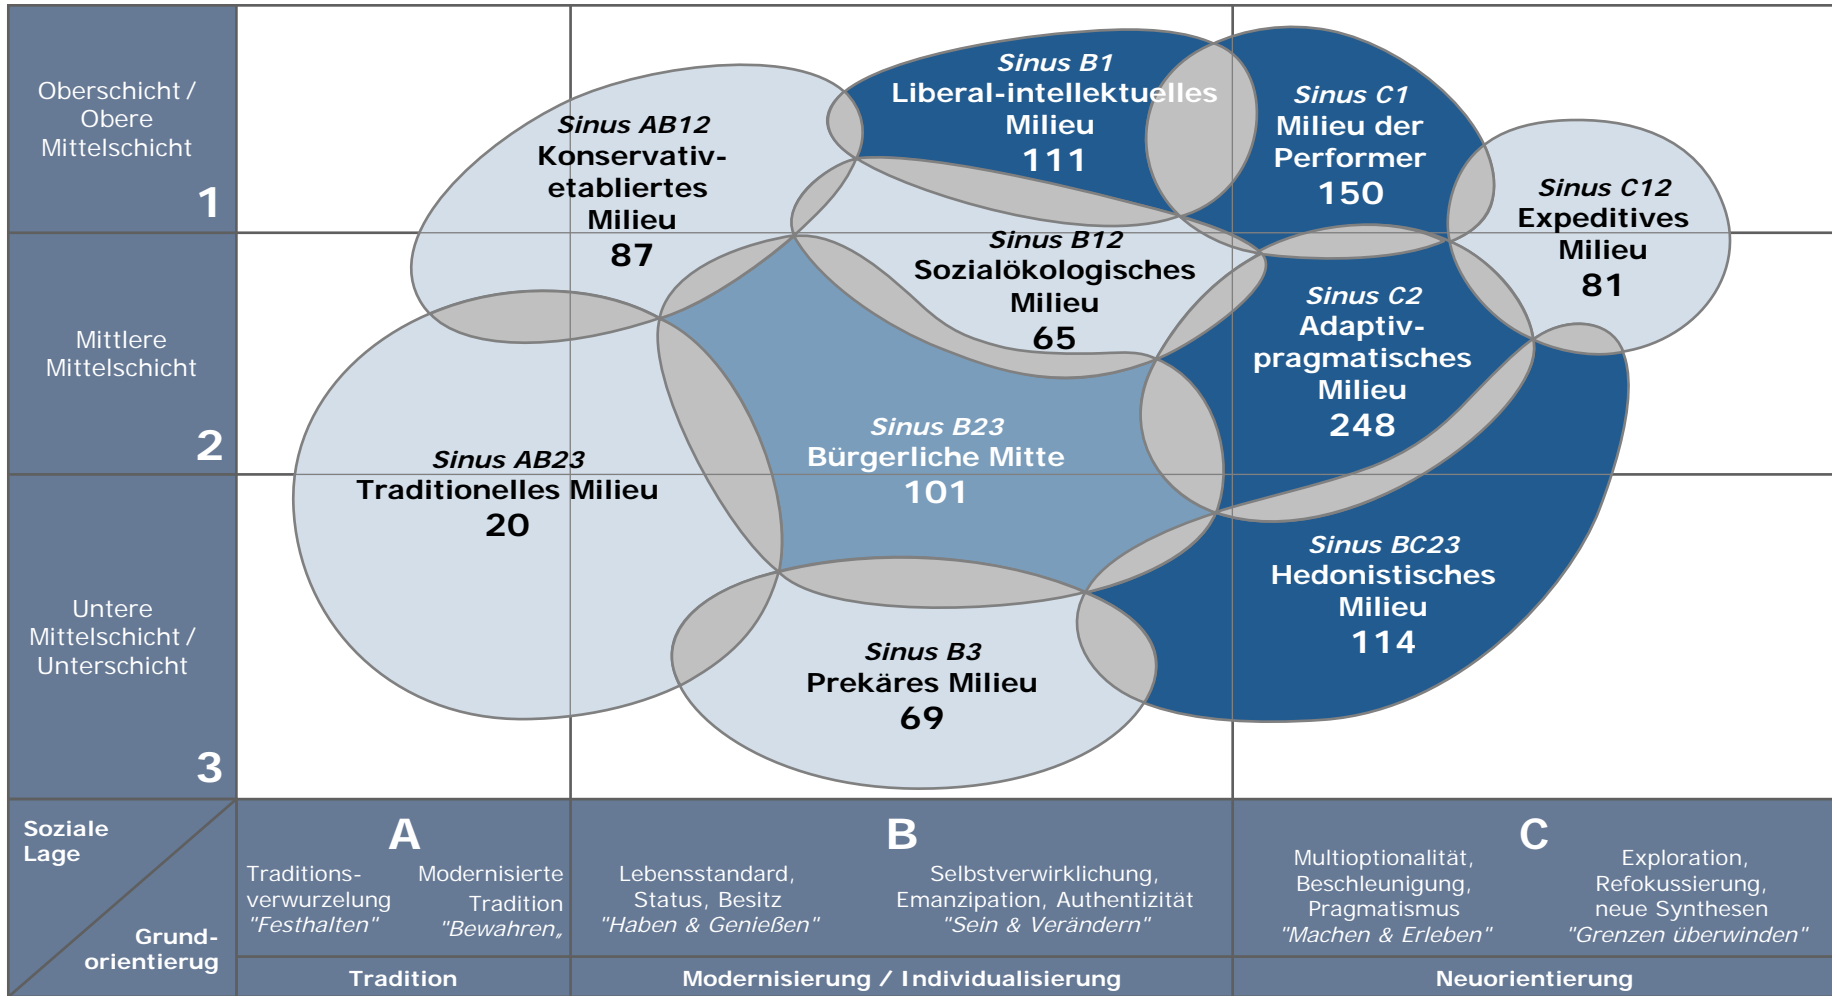 Oberschicht /
Obere
Mittelschicht
1
Mittlere
Mittelschicht
2
Untere
Mittelschicht /
Unterschicht
3
Sinus AB12
Konservativ-
etabliertes
Milieu
87
Sinus B1
Liberal-intellektuelles
Milieu
111
Sinus C1
Milieu der
Performer
150
Sinus C12
Expeditives
Milieu
81
Sinus B12
Sozialökologisches
Milieu
65
Sinus C2
Adaptiv-
pragmatisches
Milieu
248
Sinus AB23
Traditionelles Milieu
20
Sinus B23
Bürgerliche Mitte
101
Sinus BC23
Hedonistisches
Milieu
114
Sinus B3
Prekäres Milieu
69
Soziale
Lage
Grund-
orientierug
A
Traditions-
verwurzelung
"Festhalten"
Modernisierte
Tradition
"Bewahren„
B
Lebensstandard,
Status, Besitz
"Haben & Genießen"
Selbstverwirklichung,
Emanzipation, Authentizität
"Sein & Verändern"
C
Multioptionalität,
Beschleunigung,
Pragmatismus
"Machen & Erleben"
Exploration,
Refokussierung,
neue Synthesen
"Grenzen überwinden"
Tradition
Modernisierung / Individualisierung
Neuorientierung